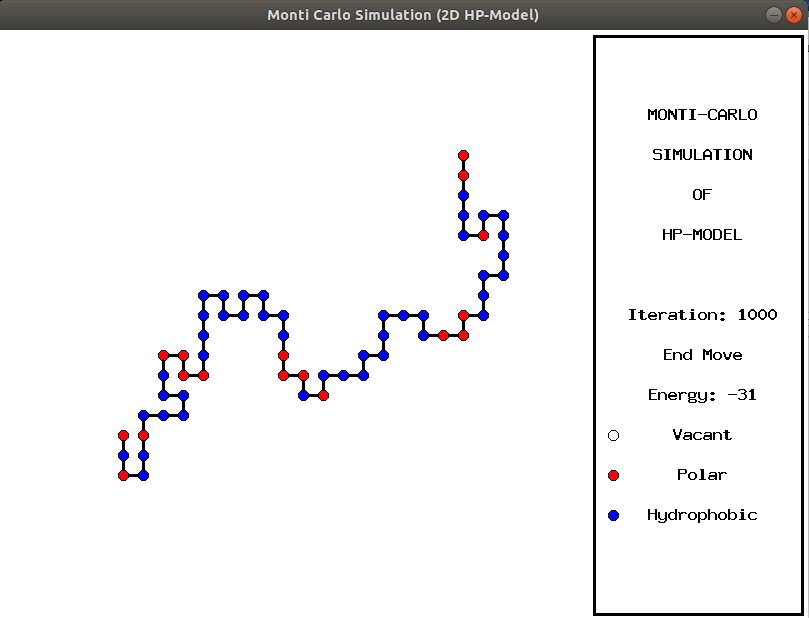 Monti Carlo Simulation (2D HP-Model)
MONTI-CARLO
SIMULATION
OF
HP-MODEL
Iteration: 1000
End Move
Energy: -31
Vacant
Polar
Hydrophobic